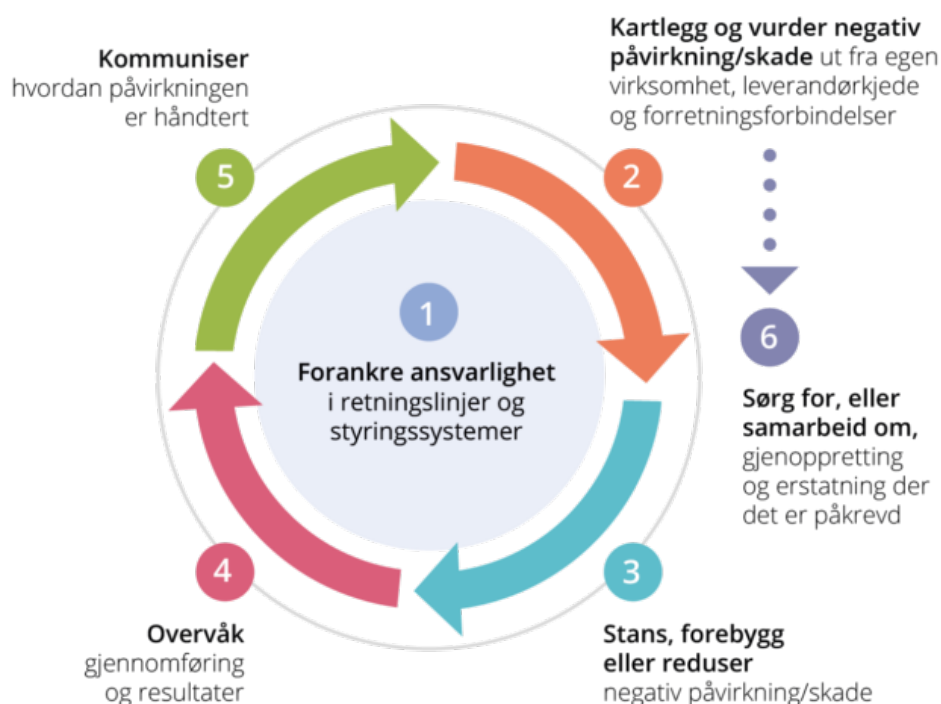 1
Forankre ansvarlighet
i retningslinjer og
styringssystemer
2
Kartlegg og vurder negativ
påvirkning/skade ut fra egen
virksomhet, leverandørkjede
og forretningsforbindelser
3
Stans, forebygg
eller reduser
negativ påvirkning/skade
4
Overvåk
gjennomføring
og resultater
5
Kommuniser
hvordan påvirkningen
er håndtert
6
Sørg for, eller
samarbeid om,
gjenoppretting
og erstatning der
det er påkrevd